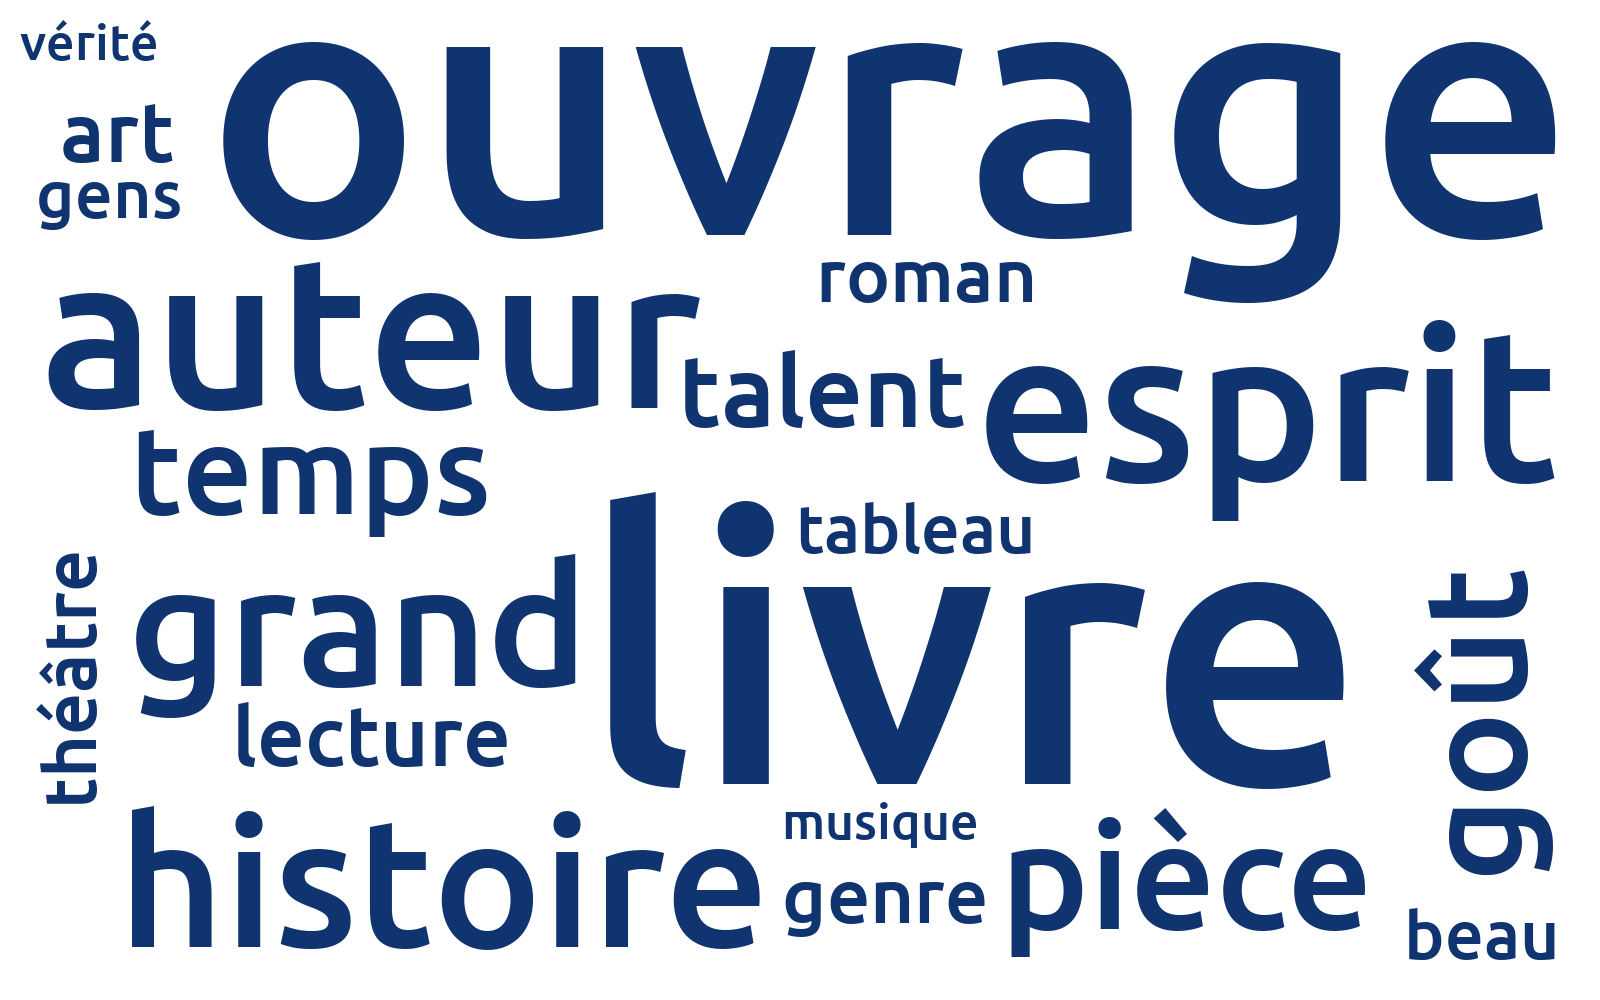 vérité
ouvrage
art
gens
roman
auteur
talent
esprit
temps
tableau
livre
théâtre
grand
goût
lecture
histoire
musique
genre
pièce
beau